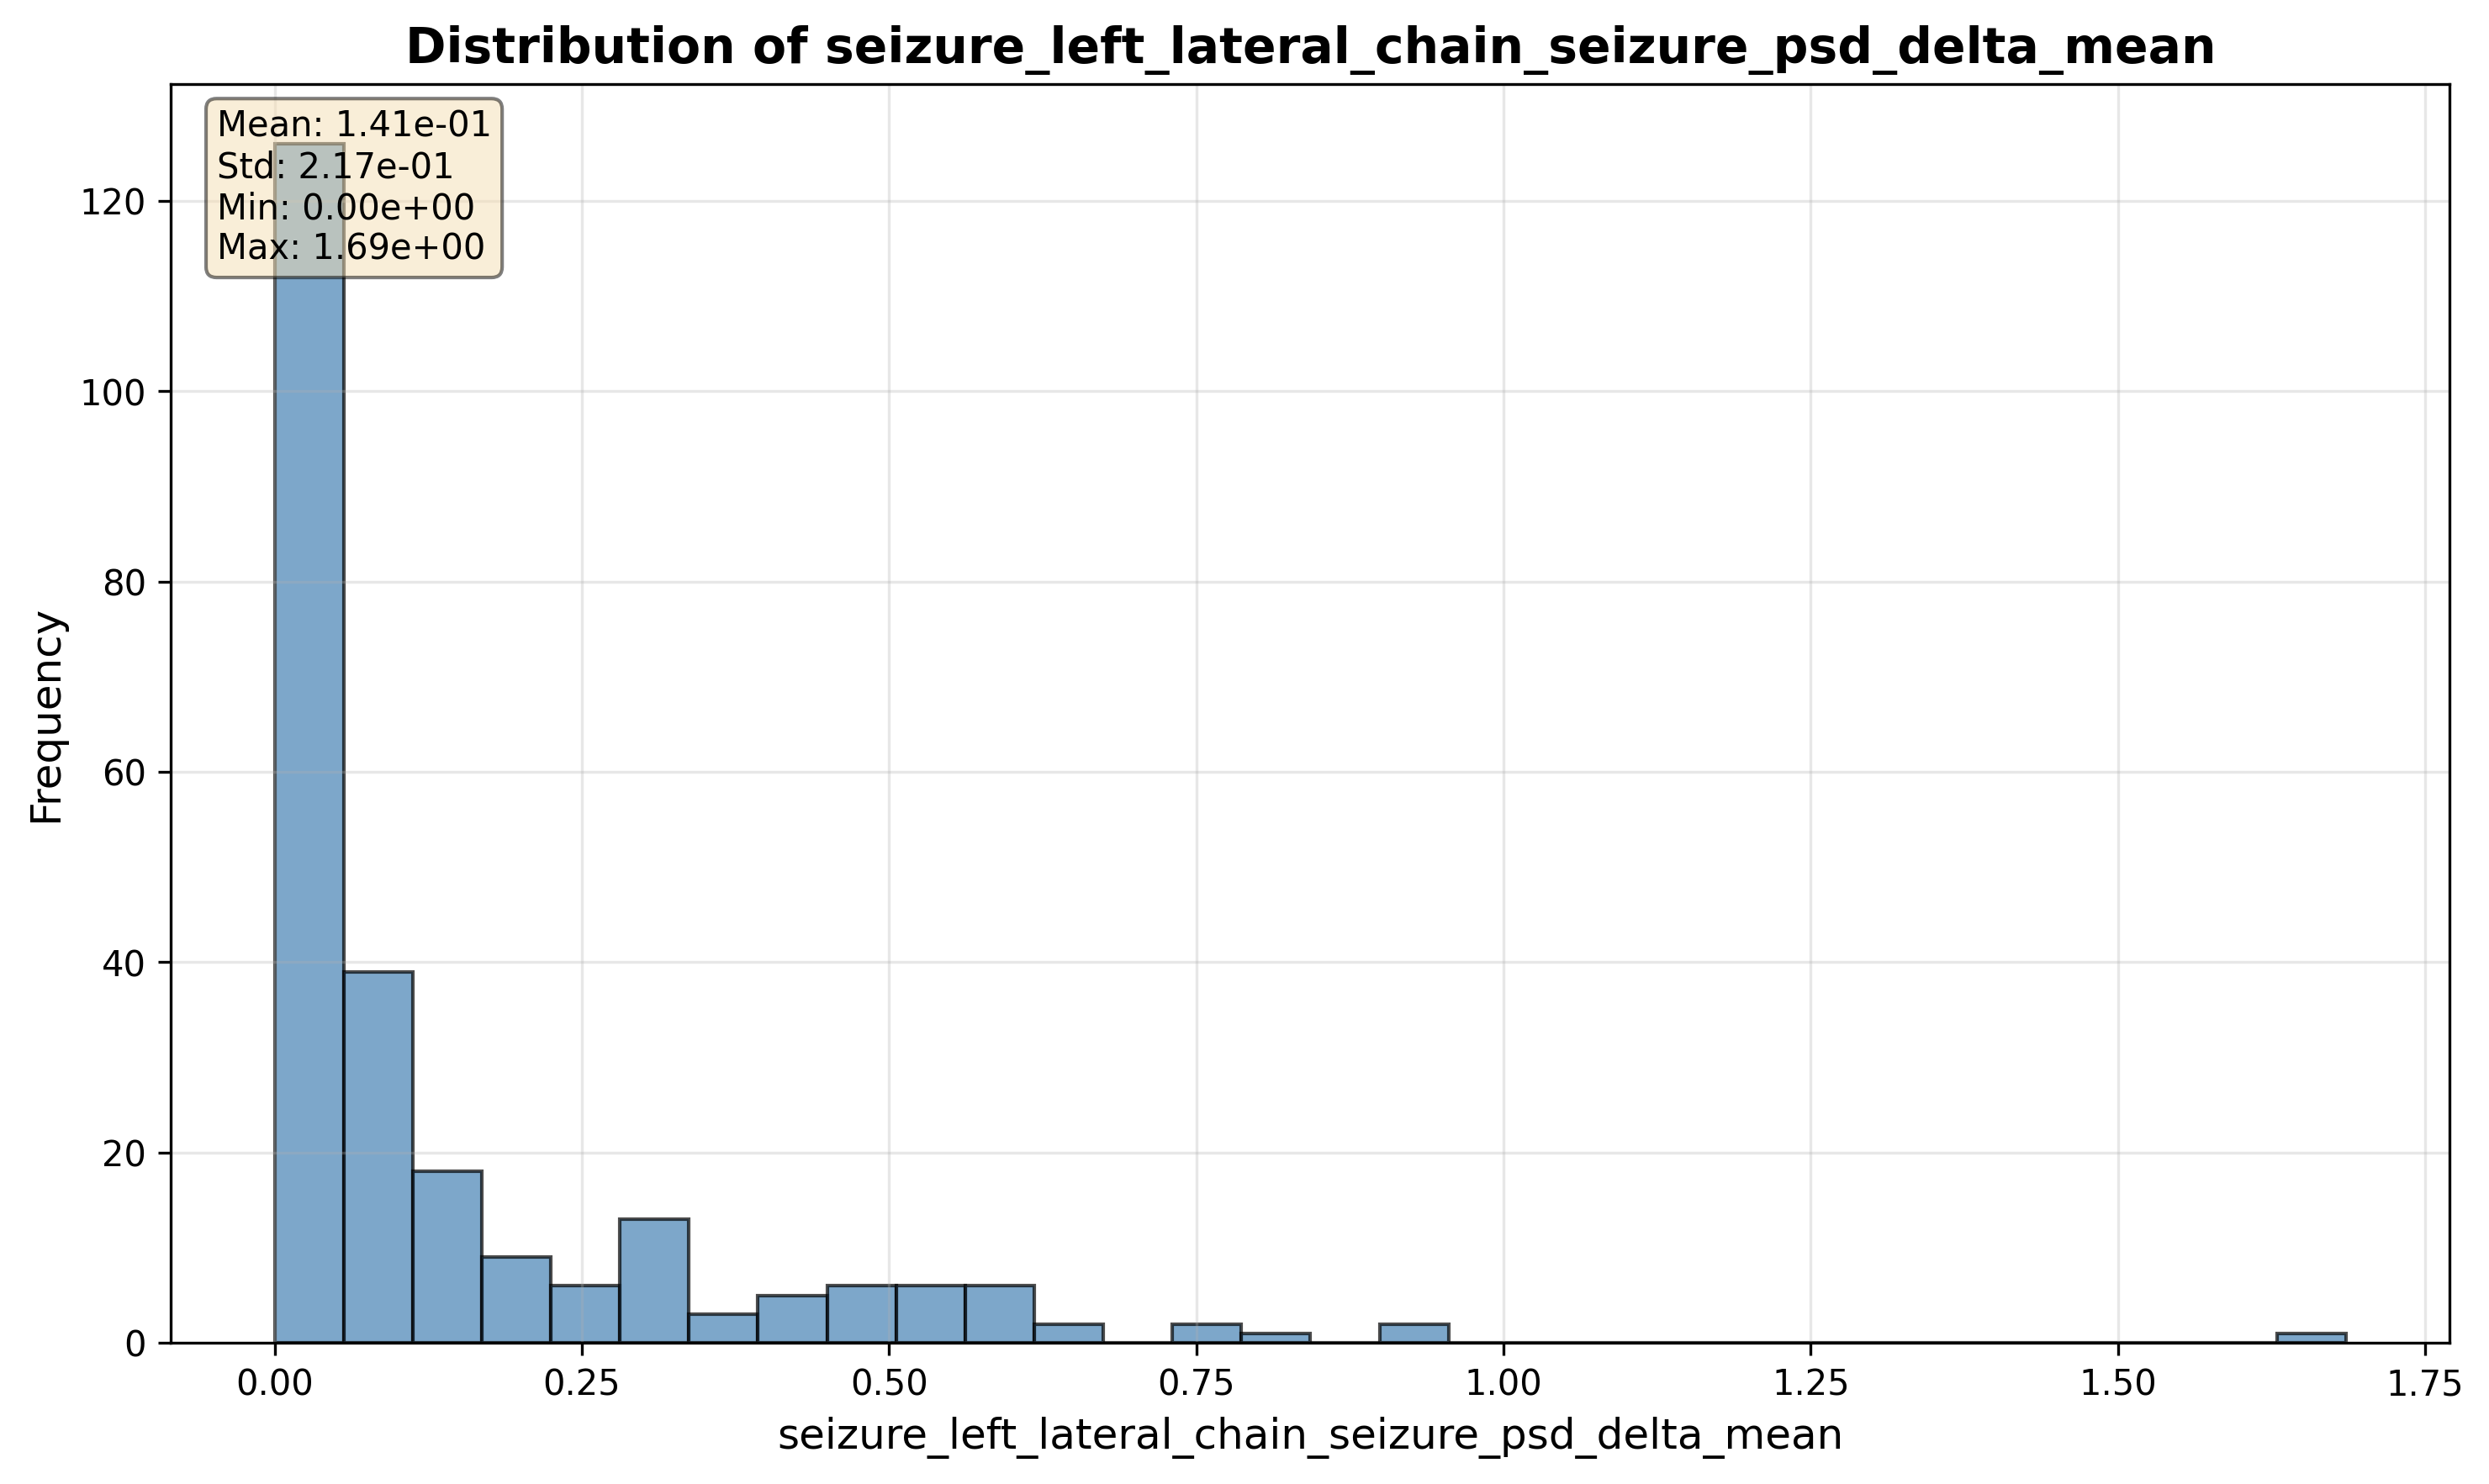 Distribution of seizure_left_lateral_chain_seizure_psd_delta_mean
Mean: 1.41e-01
Std: 2.17e-01
Min: 0.00e+00
Max: 1.69e+00
120
100
80
60
40
20
0
Frequency
0.00 0.25 0.50 0.75 1.00 1.25 1.50 1.75
seizure_left_lateral_chain_seizure_psd_delta_mean